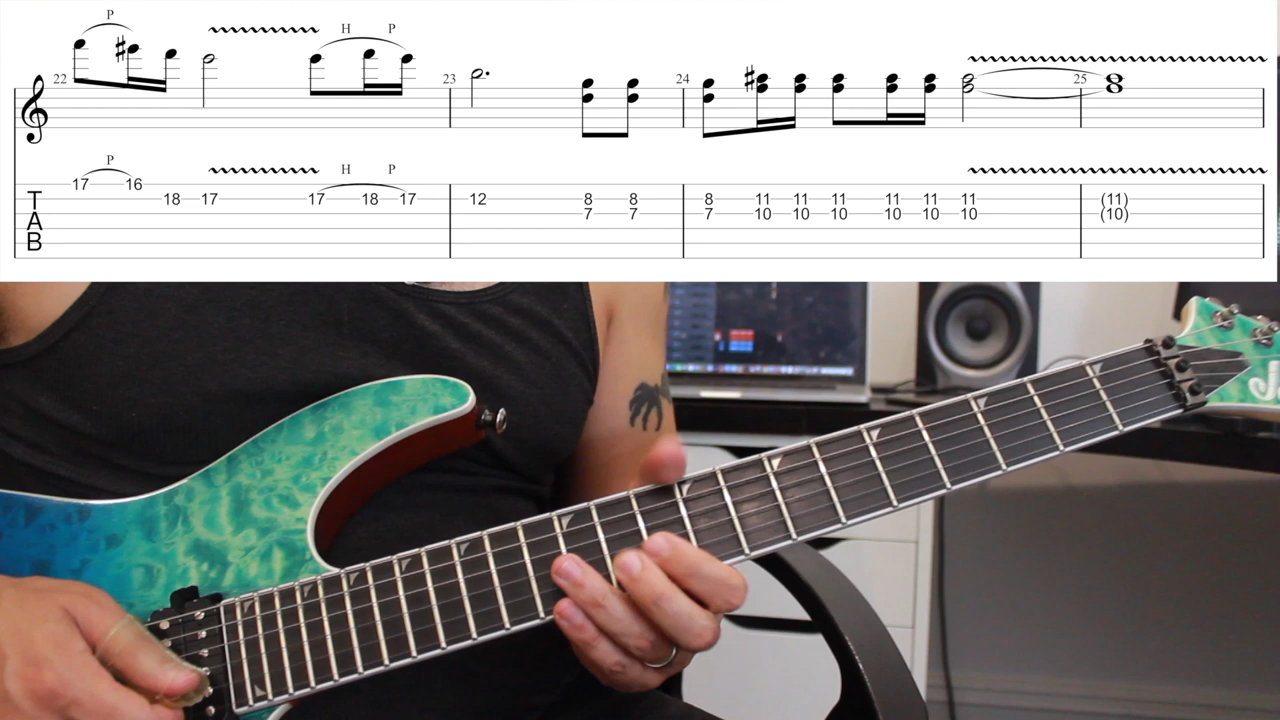 P H P
22 23 24 25
P H P
17 16
T 18 17 17 18 17 12 8 8 8 11 11 11 11 11 11 (11)
A 7 7 7 10 10 10 10 10 10 (10)
B